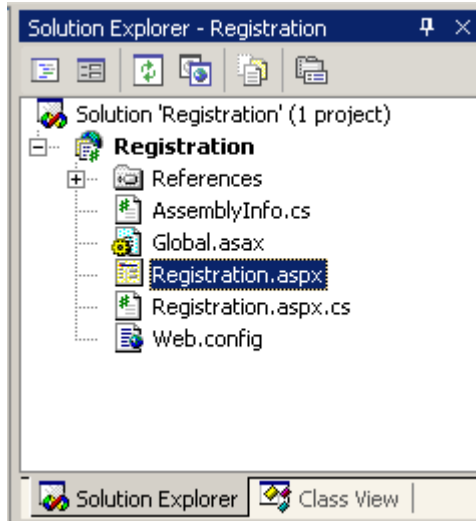 Solution Explorer - Registration
Solution 'Registration' (1 project)
Registration
References
AssemblyInfo.cs
Global.asax
Registration.aspx
Registration.aspx.cs
Web.config
Solution Explorer Class View